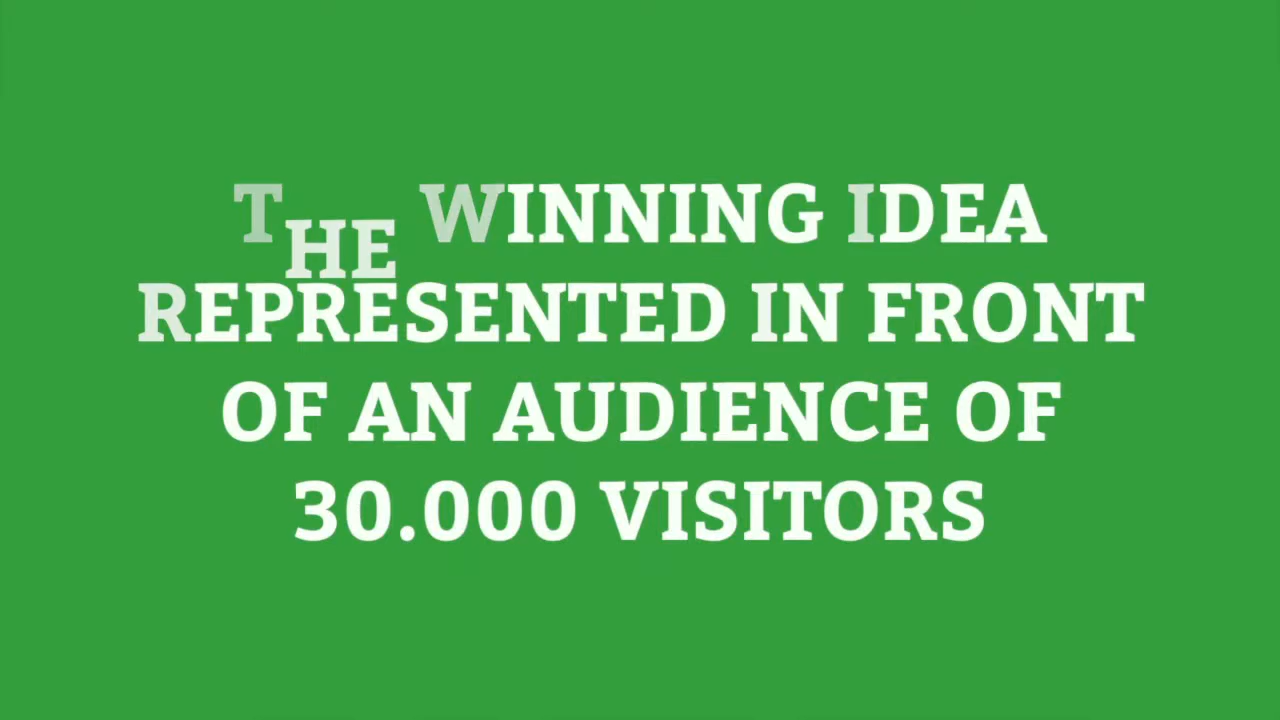 THE WINNING IDEA
REPRESENTED IN FRONT
OF AN AUDIENCE OF
30.000 VISITORS